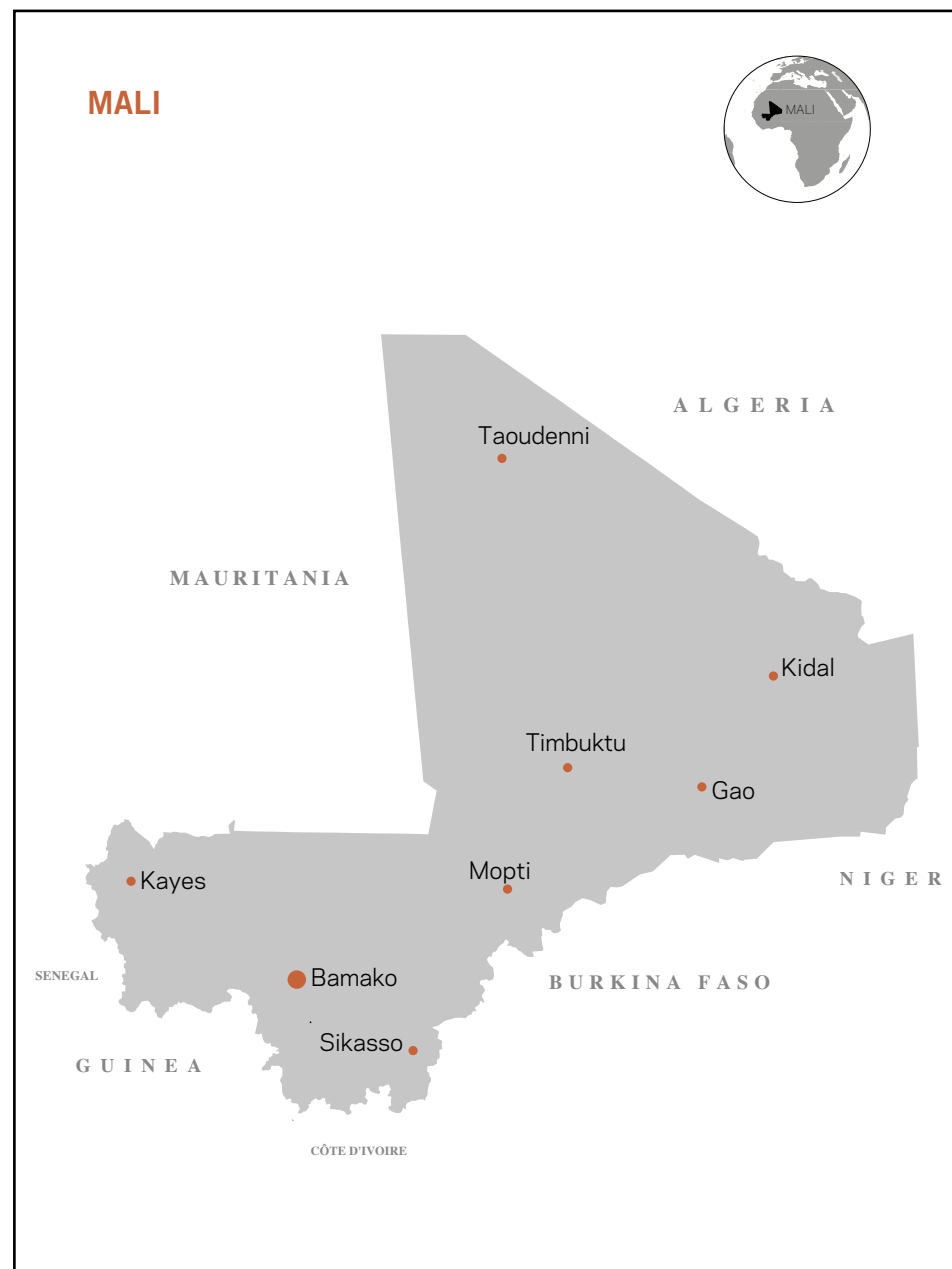 MALI
MALI
ALGERIA
Taoudenni
MAURITANIA
Kidal
Timbuktu
Gao
Mopti
Kayes
NIGER
SENEGAL
Bamako
BURKINA FASO
Sikasso
GUINEA
CÔTE D'IVOIRE